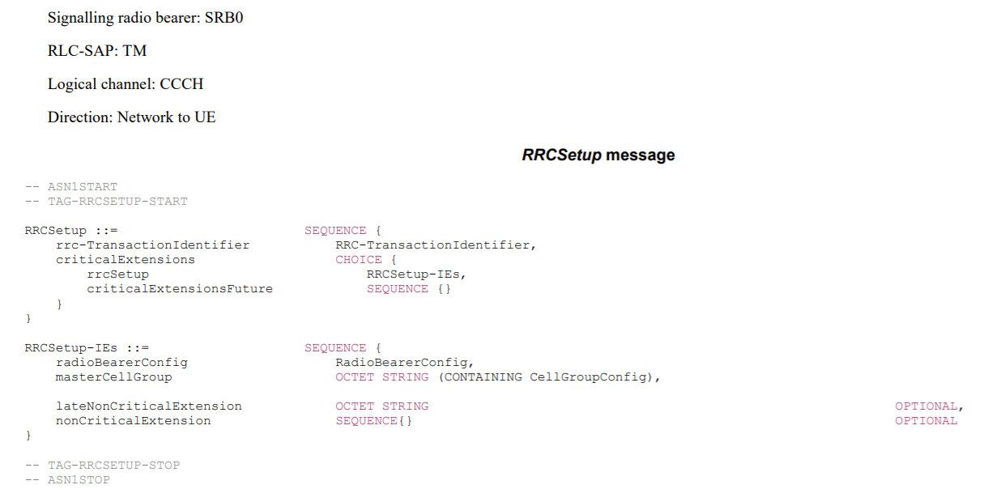 Signalling radio bearer: SRB0
RLC-SAP: TM
Logical channel: CCCH
Direction: Network to UE
RRCSetup message
-- ASN1START
-- TAG-RRCSETUP-START
RRCSetup ::= SEQUENCE {
rrc-TransactionIdentifier RRC-TransactionIdentifier,
criticalExtensions CHOICE {
rrcSetup RRCSetup-IEs,
criticalExtensionsFuture SEQUENCE {}
}
}
RRCSetup-IEs ::= SEQUENCE {
radioBearerConfig RadioBearerConfig,
masterCellGroup OCTET STRING (CONTAINING CellGroupConfig),
lateNonCriticalExtension OCTET STRING OPTIONAL,
nonCriticalExtension SEQUENCE{} OPTIONAL
}
-- TAG-RRCSETUP-STOP
-- ASN1STOP